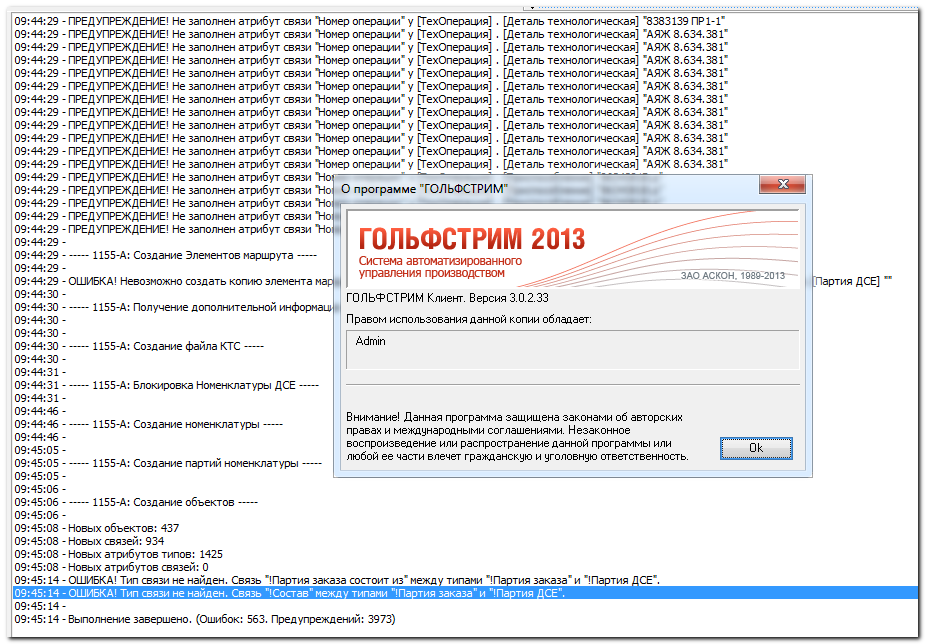 09:44:29 - ПРЕДУПРЕЖДЕНИЕ! Не заполнен атрибут связи "Номер операции" у [ТехОперация] . [Деталь технологическая] "8383139 ПР1-1"
09:44:29 - ПРЕДУПРЕЖДЕНИЕ! Не заполнен атрибут связи "Номер операции" у [ТехОперация] . [Деталь технологическая] "АЯЖ 8.634.381"
09:44:29 - ПРЕДУПРЕЖДЕНИЕ! Не заполнен атрибут связи "Номер операции" у [ТехОперация] . [Деталь технологическая] "АЯЖ 8.634.381"
09:44:29 - ПРЕДУПРЕЖДЕНИЕ! Не заполнен атрибут связи "Номер операции" у [ТехОперация] . [Деталь технологическая] "АЯЖ 8.634.381"
09:44:29 - ПРЕДУПРЕЖДЕНИЕ! Не заполнен атрибут связи "Номер операции" у [ТехОперация] . [Деталь технологическая] "АЯЖ 8.634.381"
09:44:29 - ПРЕДУПРЕЖДЕНИЕ! Не заполнен атрибут связи "Номер операции" у [ТехОперация] . [Деталь технологическая] "АЯЖ 8.634.381"
09:44:29 - ПРЕДУПРЕЖДЕНИЕ! Не заполнен атрибут связи "Номер операции" у [ТехОперация] . [Деталь технологическая] "АЯЖ 8.634.381"
09:44:29 - ПРЕДУПРЕЖДЕНИЕ! Не заполнен атрибут связи "Номер операции" у [ТехОперация] . [Деталь технологическая] "АЯЖ 8.634.381"
09:44:29 - ПРЕДУПРЕЖДЕНИЕ! Не заполнен атрибут связи "Номер операции" у [ТехОперация] . [Деталь технологическая] "АЯЖ 8.634.381"
09:44:29 - ПРЕДУПРЕЖДЕНИЕ! Не заполнен атрибут связи "Номер операции" у [ТехОперация] . [Деталь технологическая] "АЯЖ 8.634.381"
09:44:29 - ПРЕДУПРЕЖДЕНИЕ! Не заполнен атрибут связи "Номер операции" у [ТехОперация] . [Деталь технологическая] "АЯЖ 8.634.381"
09:44:29 - ПРЕДУПРЕЖДЕНИЕ! Не заполнен атрибут связи "Номер операции" у [ТехОперация] . [Деталь технологическая] "АЯЖ 8.634.381"
09:44:29 - ПРЕДУПРЕЖДЕНИЕ! Не заполнен атрибут связи
09:44:29 - ПРЕДУПРЕЖДЕНИЕ! Не заполнен атрибут связи
09:44:29 - ПРЕДУПРЕЖДЕНИЕ! Не заполнен атрибут связи
09:44:29 - ПРЕДУПРЕЖДЕНИЕ! Не заполнен атрибут связи
09:44:29 - ПРЕДУПРЕЖДЕНИЕ! Не заполнен атрибут связи
09:44:29 -
09:44:29 - ----- 1155-А: Создание Элементов маршрута -----
09:44:29 -
09:44:29 - ОШИБКА! Невозможно создать копию элемента мар [Партия ДСЕ] ""
09:44:30 -
09:44:30 - ----- 1155-А: Получение дополнительной информаци
09:44:30 -
09:44:30 -
09:44:30 - ----- 1155-А: Создание файла КТС -----
09:44:30 -
09:44:31 -
09:44:31 - ----- 1155-А: Блокировка Номенклатуры ДСЕ -----
09:44:31 -
09:44:46 -
09:44:46 - ----- 1155-А: Создание номенклатуры -----
09:44:46 -
09:45:05 -
09:45:05 - ----- 1155-А: Создание партий номенклатуры -----
09:45:05 -
09:45:06 -
09:45:06 - ----- 1155-А: Создание объектов -----
09:45:06 -
09:45:08 - Новых объектов: 437
09:45:08 - Новых связей: 934
09:45:08 - Новых атрибутов типов: 1425
09:45:08 - Новых атрибутов связей: 0
09:45:14 - ОШИБКА! Тип связи не найден. Связь "!Партия заказа состоит из" между типами "!Партия заказа" и "!Партия ДСЕ".
09:45:14 - ОШИБКА! Тип связи не найден. Связь "!Состав" между типами "!Партия заказа" и "!Партия ДСЕ".
09:45:14 -
09:45:14 - Выполнение завершено. (Ошибок: 563. Предупреждений: 3973)
О программе "ГОЛЬФСТРИМ"
ГОЛЬФСТРИМ 2013
Система автоматизированного
управления производством
ЗАО АСКОН, 1989-2013
ГОЛЬФСТРИМ Клиент. Версия 3.0.2.33
Правом использования данной копии обладает:
Admin
Внимание! Данная программа защищена законами об авторских
правах и международными соглашениями. Незаконное
воспроизведение или распространение данной программы или
любой ее части влечет гражданскую и уголовную ответственность.
Ok